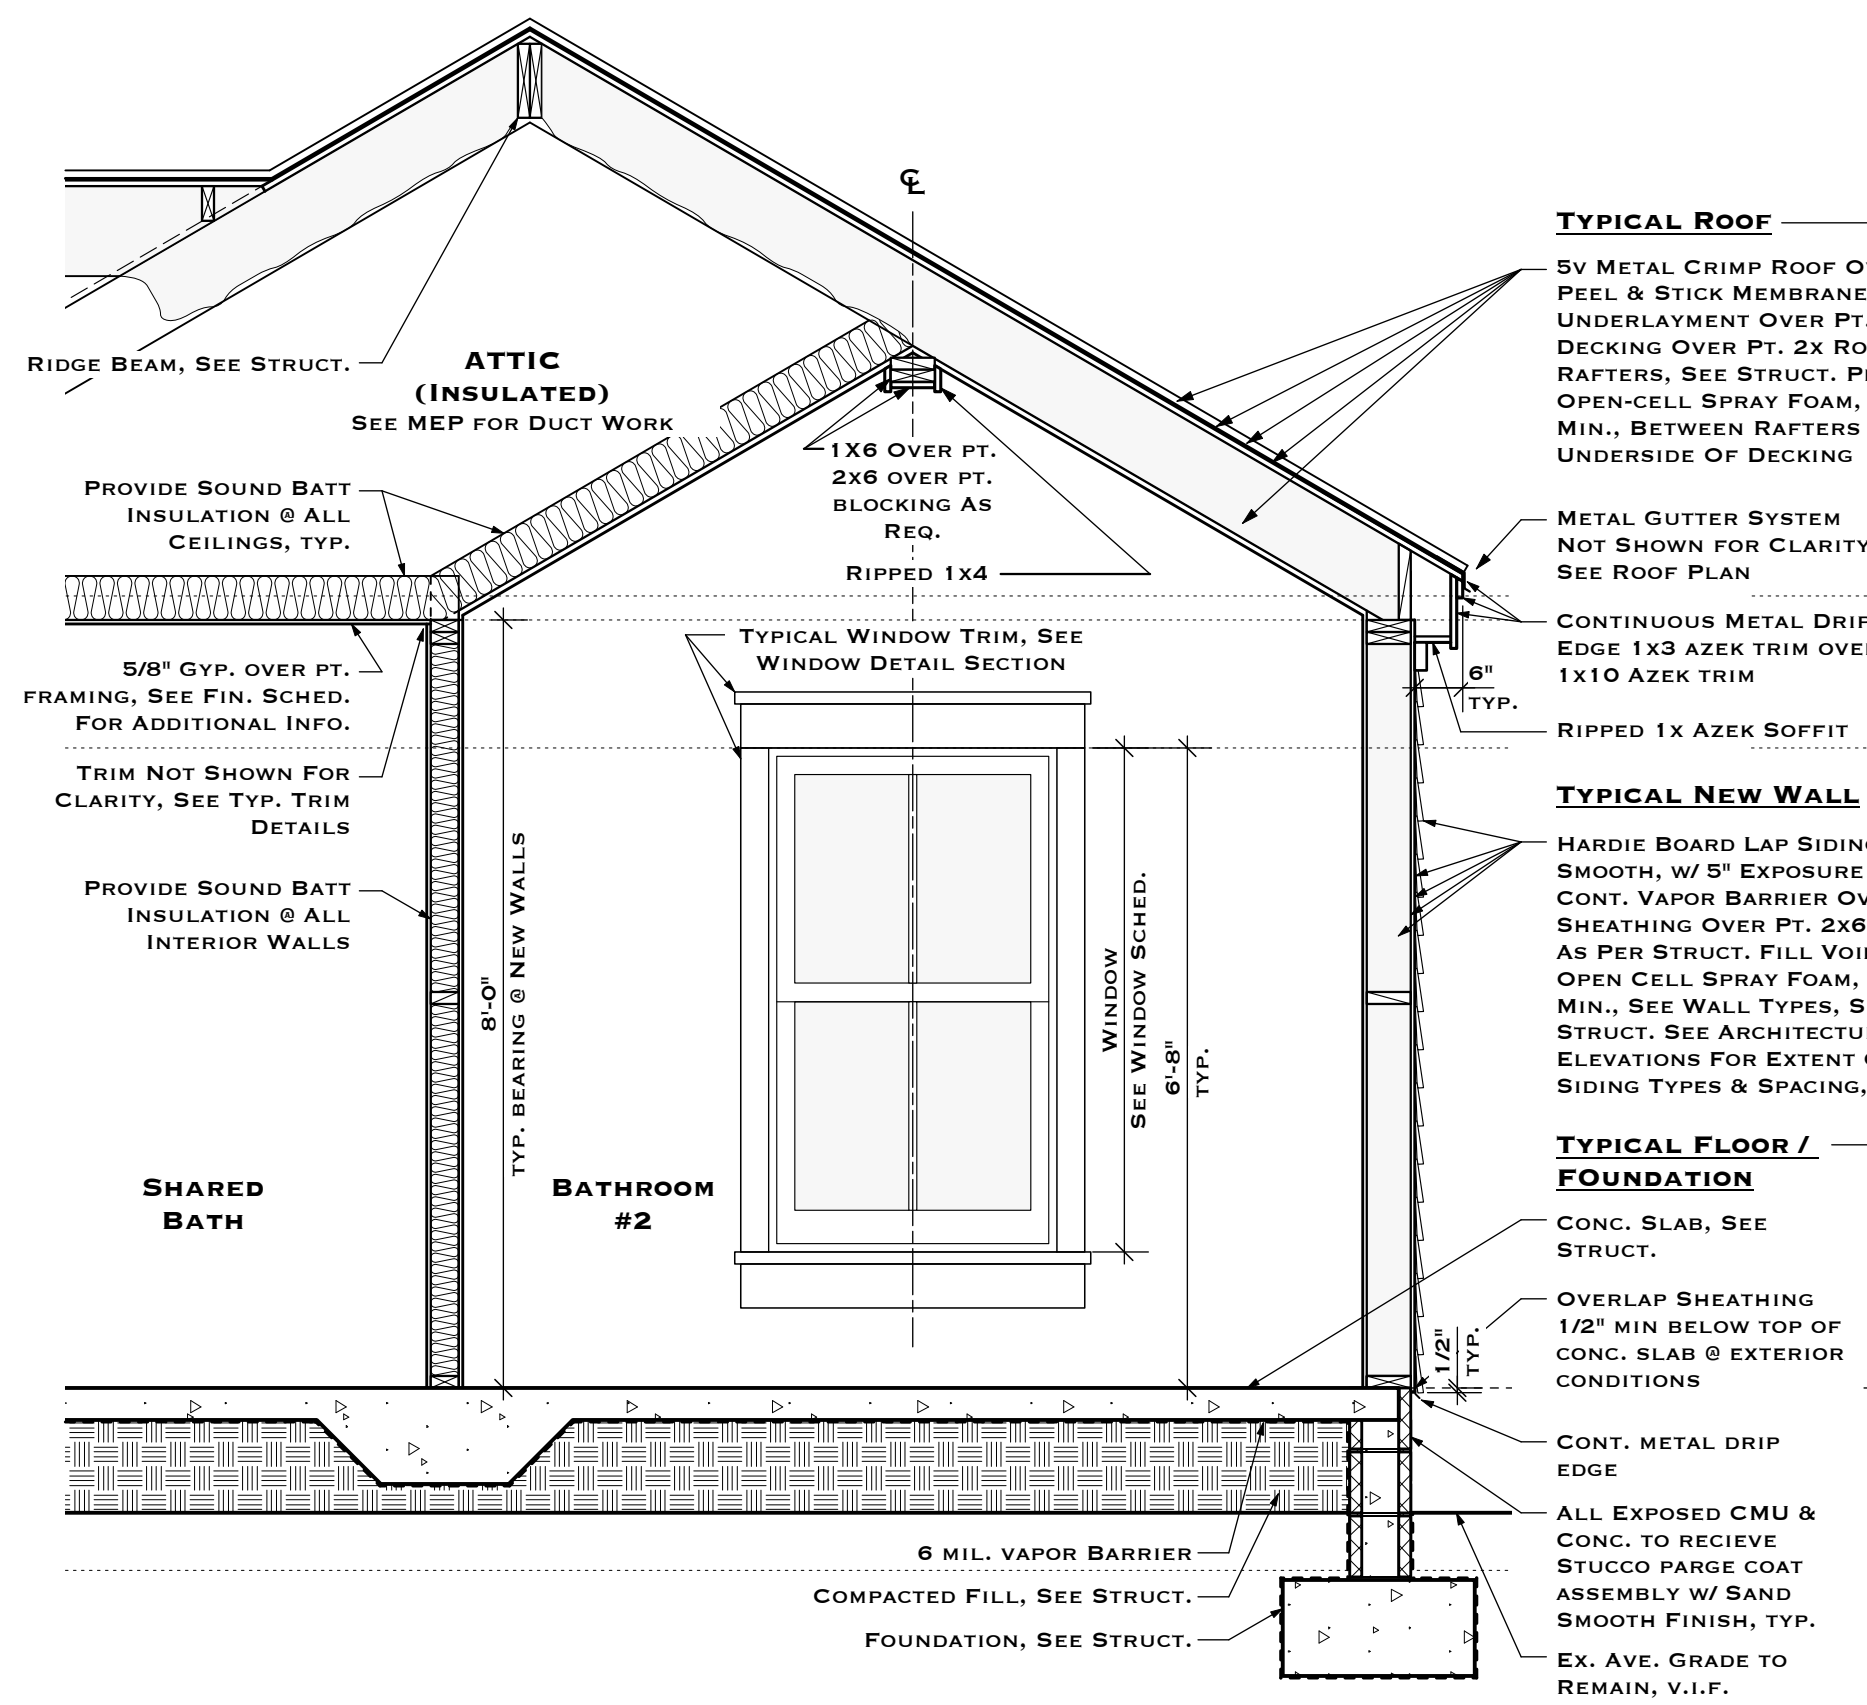 ℄
TYPICAL ROOF
5V METAL CRIMP ROOF
PEEL & STICK MEMBRANE
UNDERLAYMENT OVER PT.
DECKING OVER PT. 2X
RAFTERS, SEE STRUCT.
OPEN-CELL SPRAY FOAM,
MIN., BETWEEN RAFTERS
UNDERSIDE OF DECKING
RIDGE BEAM, SEE STRUCT.
ATTIC
(INSULATED)
SEE MEP FOR DUCT WORK
1X6 OVER PT.
2X6 OVER PT.
BLOCKING AS
REQ.
RIPPED 1X4
PROVIDE SOUND BATT
INSULATION @ ALL
CEILINGS, TYP.
METAL GUTTER SYSTEM
NOT SHOWN FOR CLARITY
SEE ROOF PLAN
CONTINUOUS METAL DRIP
EDGE 1X3 AZEK TRIM OVER
1X10 AZEK TRIM
6"
TYP.
RIPPED 1X AZEK SOFFIT
TYPICAL WINDOW TRIM, SEE
WINDOW DETAIL SECTION
5/8" GYP. OVER PT.
FRAMING, SEE FIN. SCHED.
FOR ADDITIONAL INFO.
TRIM NOT SHOWN FOR
CLARITY, SEE TYP. TRIM
DETAILS
PROVIDE SOUND BATT
INSULATION @ ALL
INTERIOR WALLS
8'-0"
TYP. BEARING @ NEW WALLS
WINDOW
SEE WINDOW SCHED.
6'-8"
TYP.
TYPICAL NEW WALL
HARDIE BOARD LAP SIDING
SMOOTH, W/ 5" EXPOSURE
CONT. VAPOR BARRIER
SHEATHING OVER PT. 2X6
AS PER STRUCT. FILL
OPEN CELL SPRAY FOAM,
MIN., SEE WALL TYPES,
STRUCT. SEE
ELEVATIONS FOR EXTENT
SIDING TYPES & SPACING,
SHARED
BATH
BATHROOM
#2
TYPICAL FLOOR /
FOUNDATION
CONC. SLAB, SEE
STRUCT.
OVERLAP SHEATHING
1/2" MIN BELOW TOP OF
CONC. SLAB @ EXTERIOR
CONDITIONS
1/2"
TYP.
CONT. METAL DRIP
EDGE
ALL EXPOSED CMU &
CONC. TO RECIEVE
STUCCO PARGE COAT
ASSEMBLY W/ SAND
SMOOTH FINISH, TYP.
EX. AVE. GRADE TO
REMAIN, V.I.F.
6 MIL. VAPOR BARRIER
COMPACTED FILL, SEE STRUCT.
FOUNDATION, SEE STRUCT.